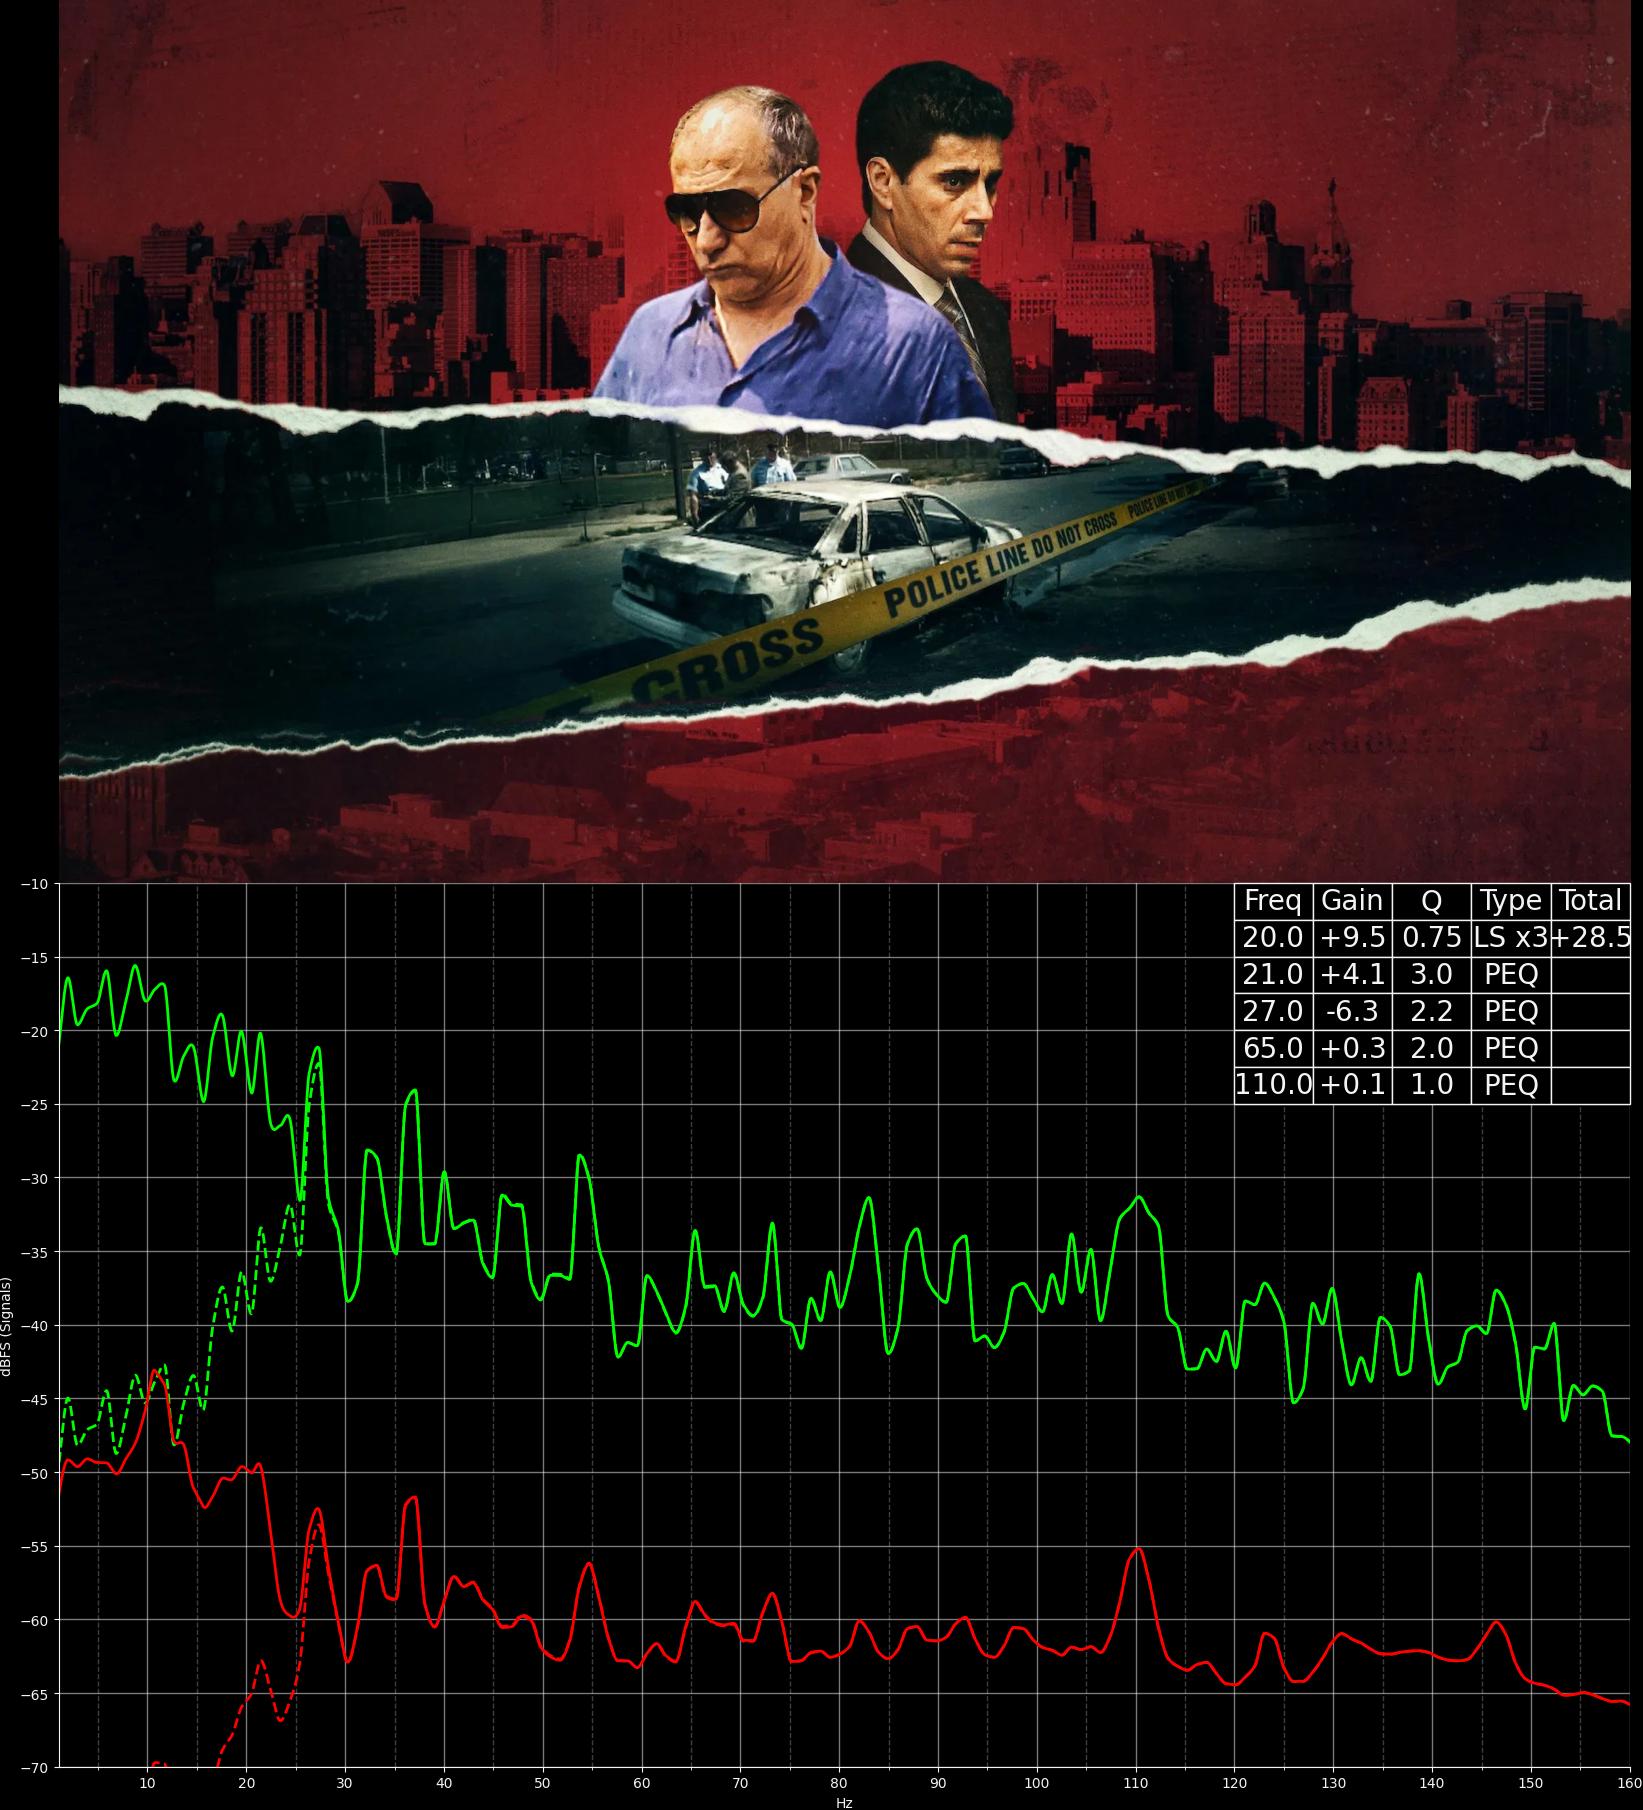 POLICE LINE DO NOT CROSS
POLICE LINE DO NOT CROSS
CROSS
Freq Gain Q Type Total
20.0 +9.5 0.75 LS x3 +28.5
21.0 +4.1 3.0 PEQ
27.0 -6.3 2.2 PEQ
65.0 +0.3 2.0 PEQ
110.0 +0.1 1.0 PEQ
−10
−15
−20
−25
−30
−35
−40
−45
−50
−55
−60
−65
−70
dBFS (Signals)
10 20 30 40 50 60 70 80 90 100 110 120 130 140 150 160
Hz